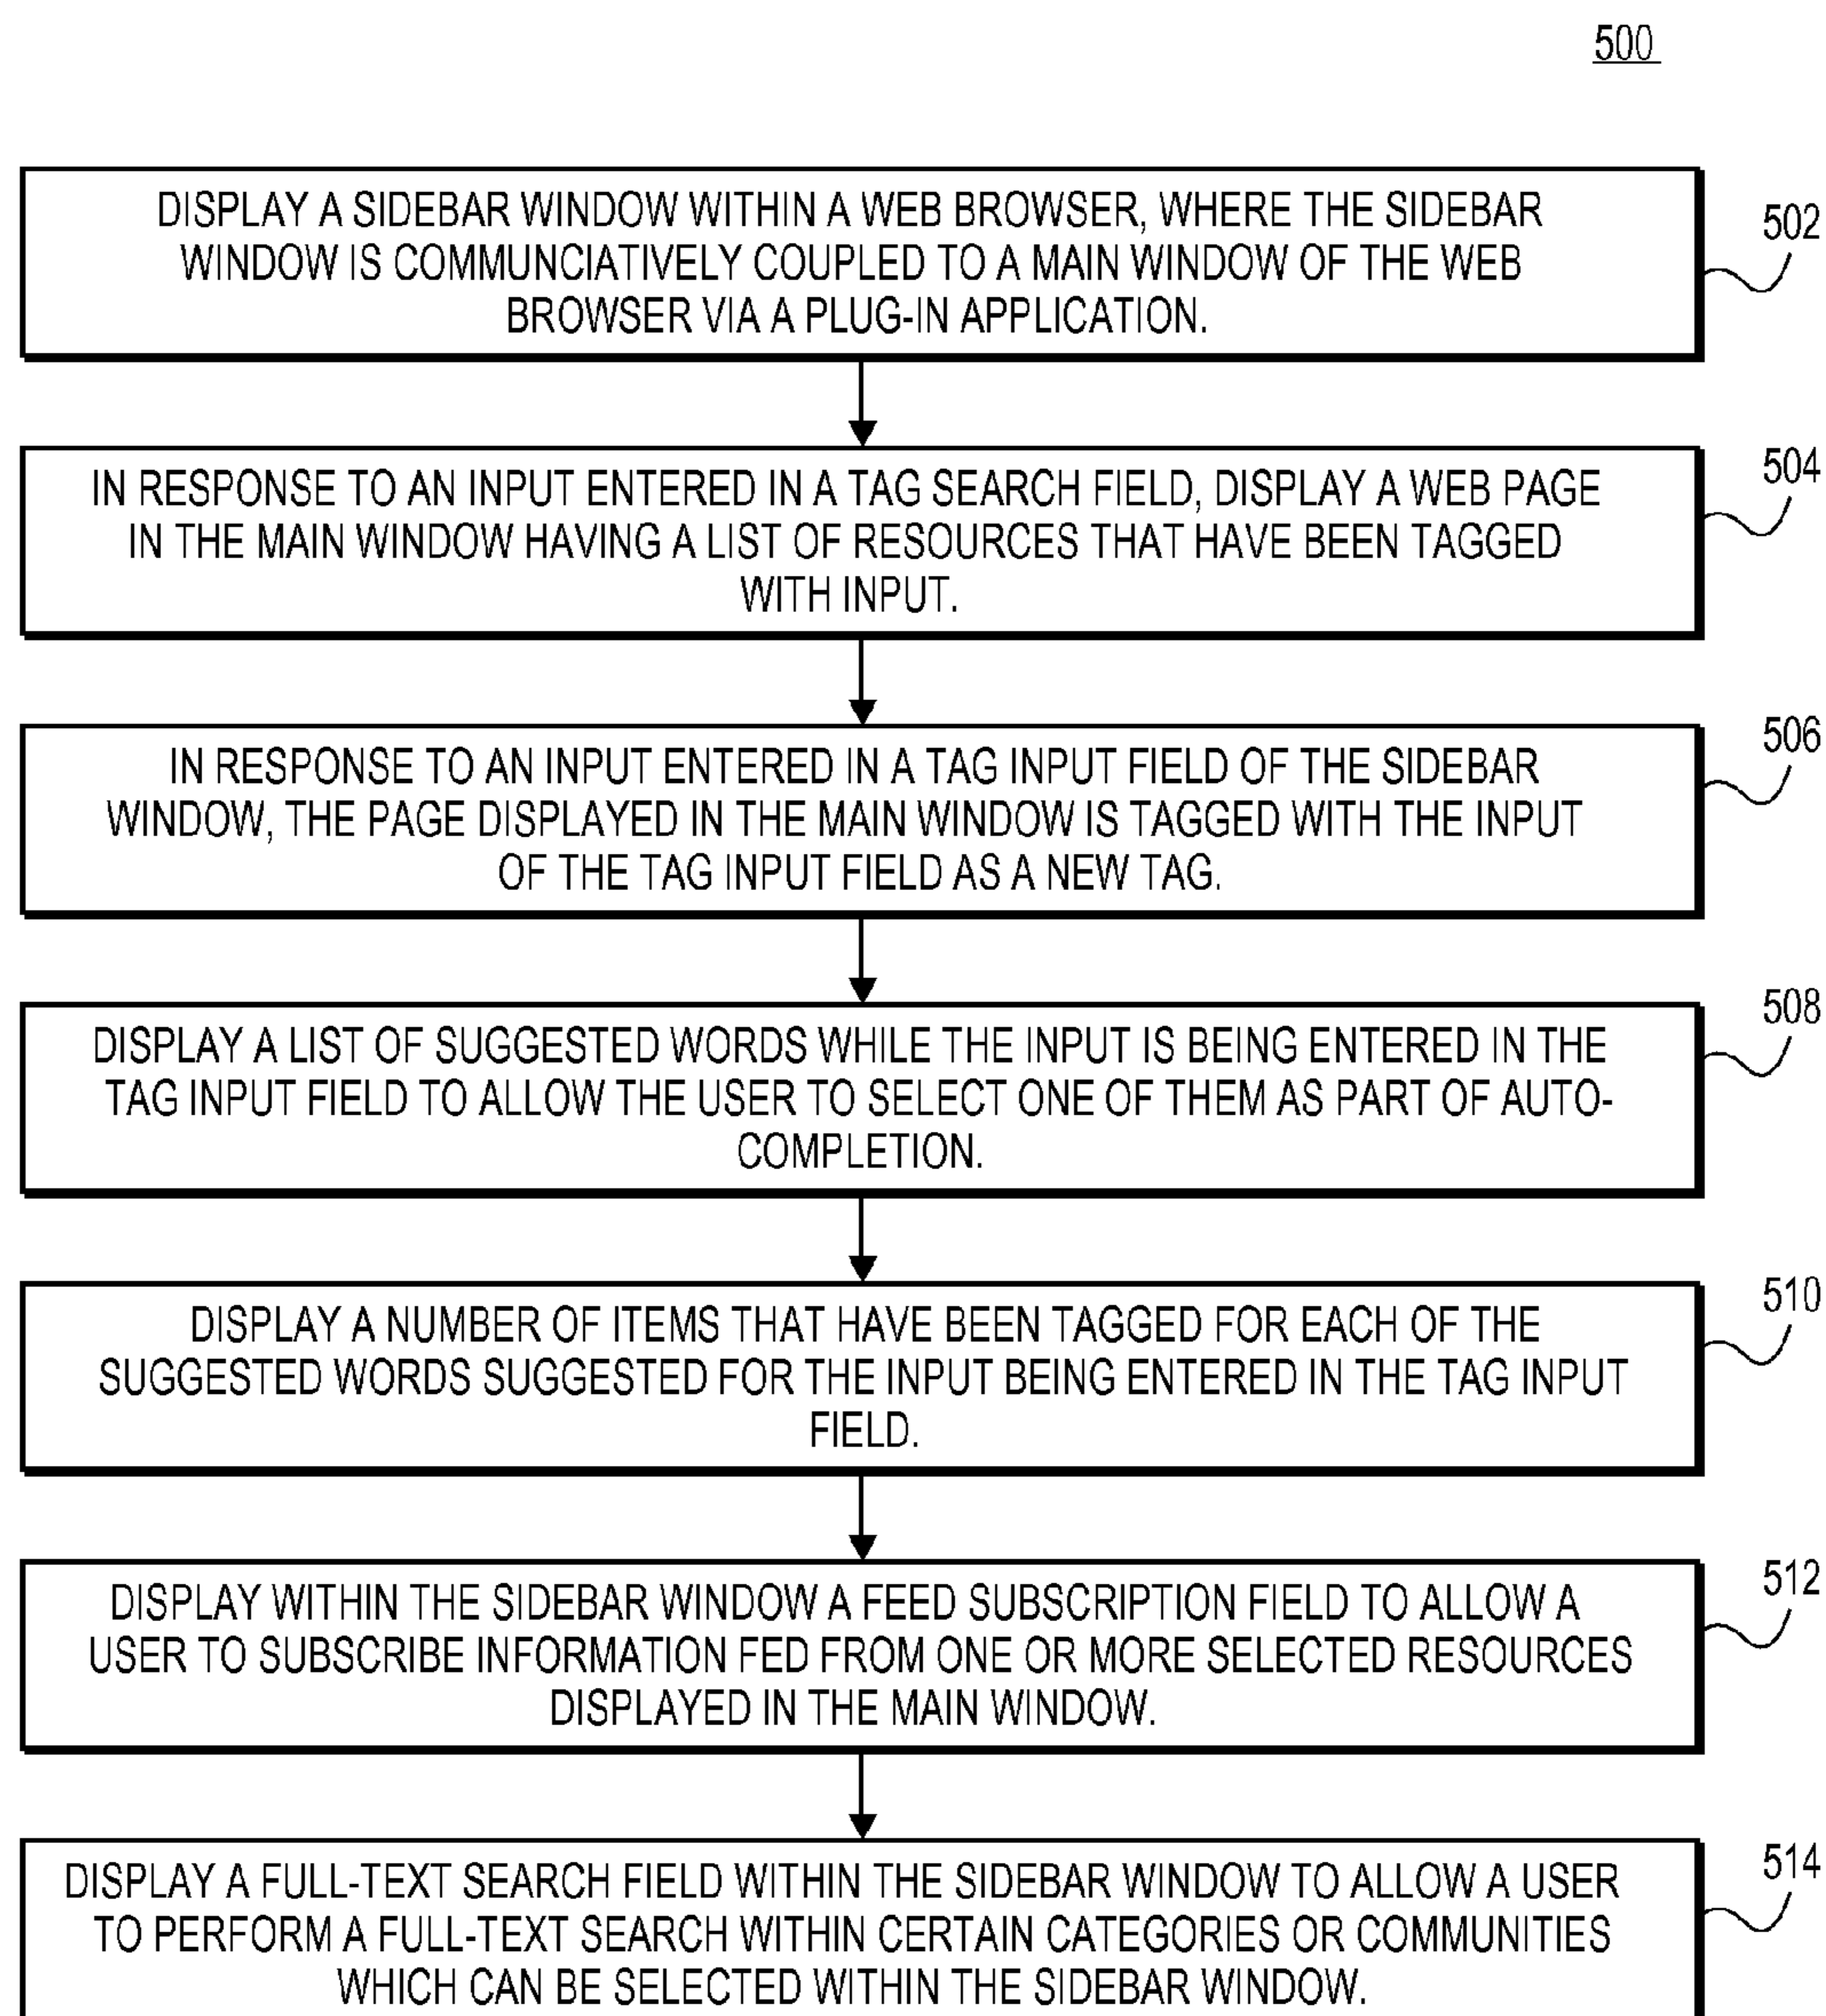 500
DISPLAY A SIDEBAR WINDOW WITHIN A WEB BROWSER, WHERE THE SIDEBAR
WINDOW IS COMMUNCIATIVELY COUPLED TO A MAIN WINDOW OF THE WEB
BROWSER VIA A PLUG-IN APPLICATION.
502
IN RESPONSE TO AN INPUT ENTERED IN A TAG SEARCH FIELD, DISPLAY A WEB PAGE
IN THE MAIN WINDOW HAVING A LIST OF RESOURCES THAT HAVE BEEN TAGGED
WITH INPUT.
504
IN RESPONSE TO AN INPUT ENTERED IN A TAG INPUT FIELD OF THE SIDEBAR
WINDOW, THE PAGE DISPLAYED IN THE MAIN WINDOW IS TAGGED WITH THE INPUT
OF THE TAG INPUT FIELD AS A NEW TAG.
506
DISPLAY A LIST OF SUGGESTED WORDS WHILE THE INPUT IS BEING ENTERED IN THE
TAG INPUT FIELD TO ALLOW THE USER TO SELECT ONE OF THEM AS PART OF AUTO-
COMPLETION.
508
DISPLAY A NUMBER OF ITEMS THAT HAVE BEEN TAGGED FOR EACH OF THE
SUGGESTED WORDS SUGGESTED FOR THE INPUT BEING ENTERED IN THE TAG INPUT
FIELD.
510
DISPLAY WITHIN THE SIDEBAR WINDOW A FEED SUBSCRIPTION FIELD TO ALLOW A
USER TO SUBSCRIBE INFORMATION FED FROM ONE OR MORE SELECTED RESOURCES
DISPLAYED IN THE MAIN WINDOW.
512
DISPLAY A FULL-TEXT SEARCH FIELD WITHIN THE SIDEBAR WINDOW TO ALLOW A USER
TO PERFORM A FULL-TEXT SEARCH WITHIN CERTAIN CATEGORIES OR COMMUNITIES
WHICH CAN BE SELECTED WITHIN THE SIDEBAR WINDOW.
514